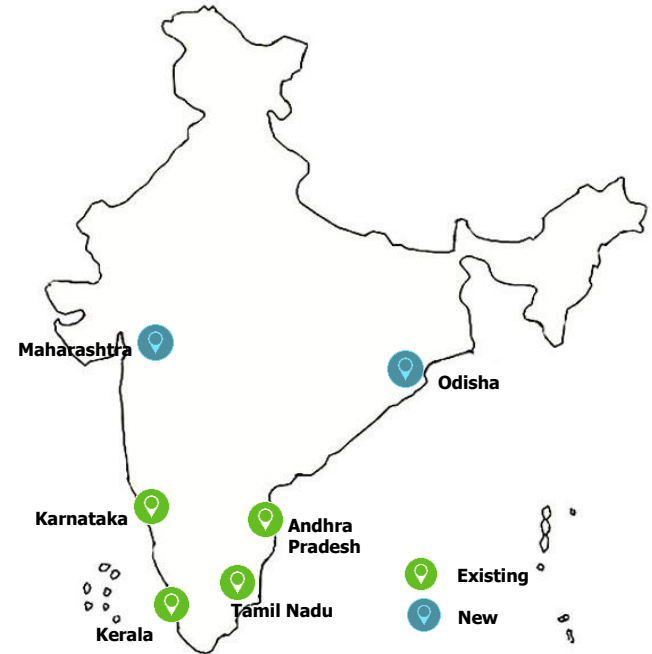 Maharashtra
Odisha
Karnataka
Andhra
Pradesh
Existing
Tamil Nadu
New
Kerala